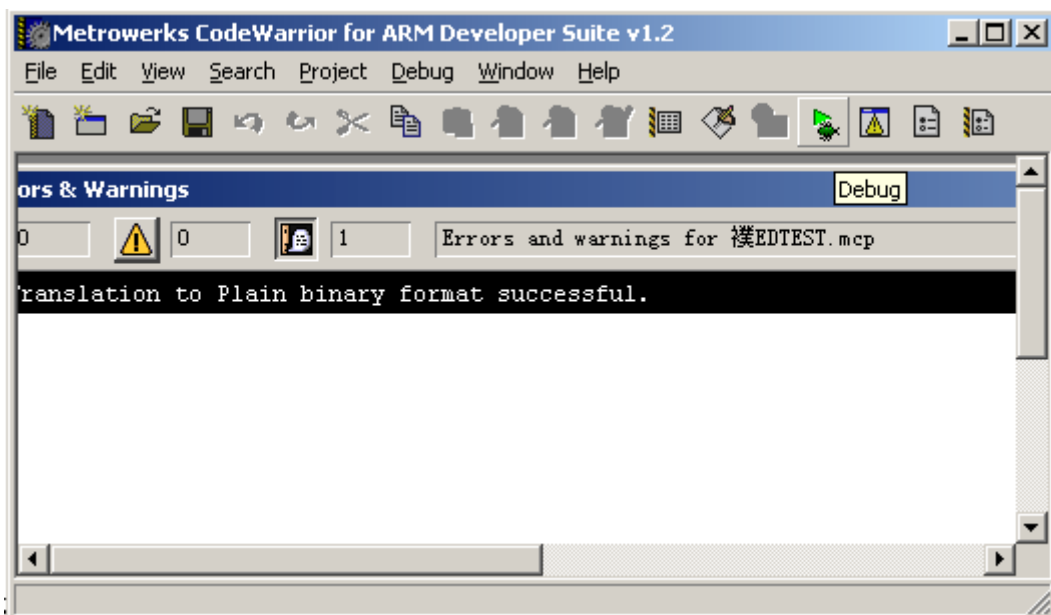 Metrowerks CodeWarrior for ARM Developer Suite v1.2
File Edit View Search Project Debug Window Help
ors & Warnings
Debug
0 0 1 Errors and warnings for 襆EDTEST.mcp
ranslation to Plain binary format successful.